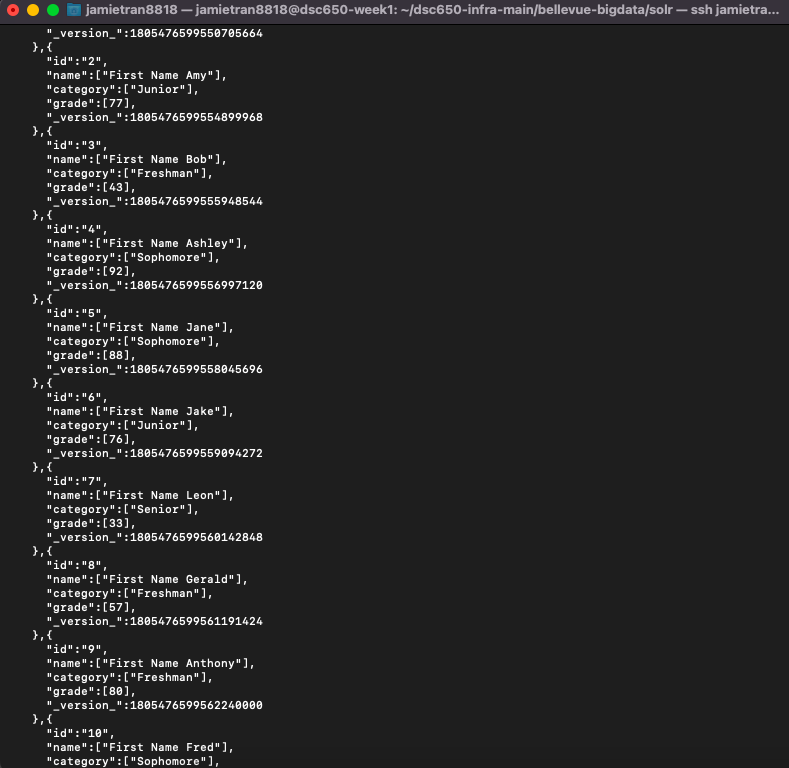 jamietran8818 — jamietran8818@dsc650-week1: ~/dsc650-infra-main/bellevue-bigdata/solr — ssh jamietra...
"_version_":1805476599550705664
},{
"id":"2",
"name":["First Name Amy"],
"category":["Junior"],
"grade":[77],
"_version_":1805476599554899968
},{
"id":"3",
"name":["First Name Bob"],
"category":["Freshman"],
"grade":[43],
"_version_":1805476599555948544
},{
"id":"4",
"name":["First Name Ashley"],
"category":["Sophomore"],
"grade":[92],
"_version_":1805476599556997120
},{
"id":"5",
"name":["First Name Jane"],
"category":["Sophomore"],
"grade":[88],
"_version_":1805476599558045696
},{
"id":"6",
"name":["First Name Jake"],
"category":["Junior"],
"grade":[76],
"_version_":1805476599559094272
},{
"id":"7",
"name":["First Name Leon"],
"category":["Senior"],
"grade":[33],
"_version_":1805476599560142848
},{
"id":"8",
"name":["First Name Gerald"],
"category":["Freshman"],
"grade":[57],
"_version_":1805476599561191424
},{
"id":"9",
"name":["First Name Anthony"],
"category":["Freshman"],
"grade":[80],
"_version_":1805476599562240000
},{
"id":"10",
"name":["First Name Fred"],
"category":["Sophomore"],